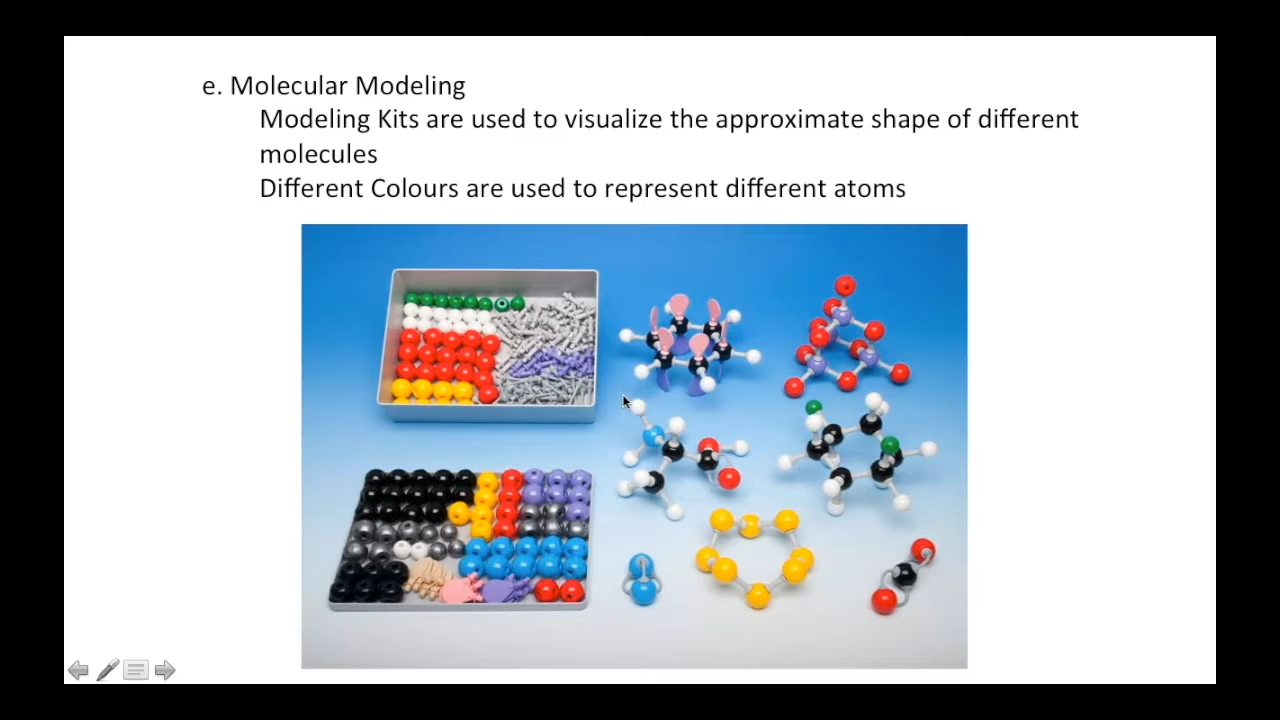 e. Molecular Modeling
Modeling Kits are used to visualize the approximate shape of different
molecules
Different Colours are used to represent different atoms